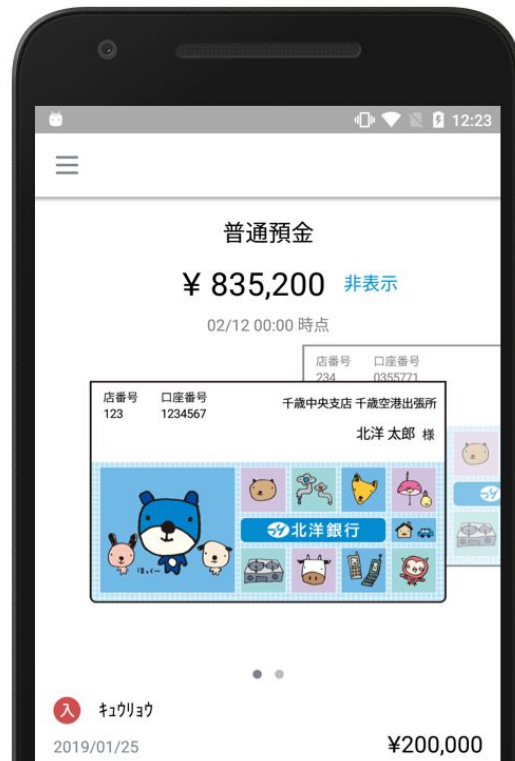 12:23
普通預金
¥ 835,200 非表示
02/12 00:00 時点
店番号 口座番号
234 0355771
店番号 口座番号
123 1234567
千歳中央支店 千歳空港出張所
北洋 太郎 様
北洋銀行
ほっくー
入 ｷｭｳﾘｮｳ
2019/01/25 ¥200,000